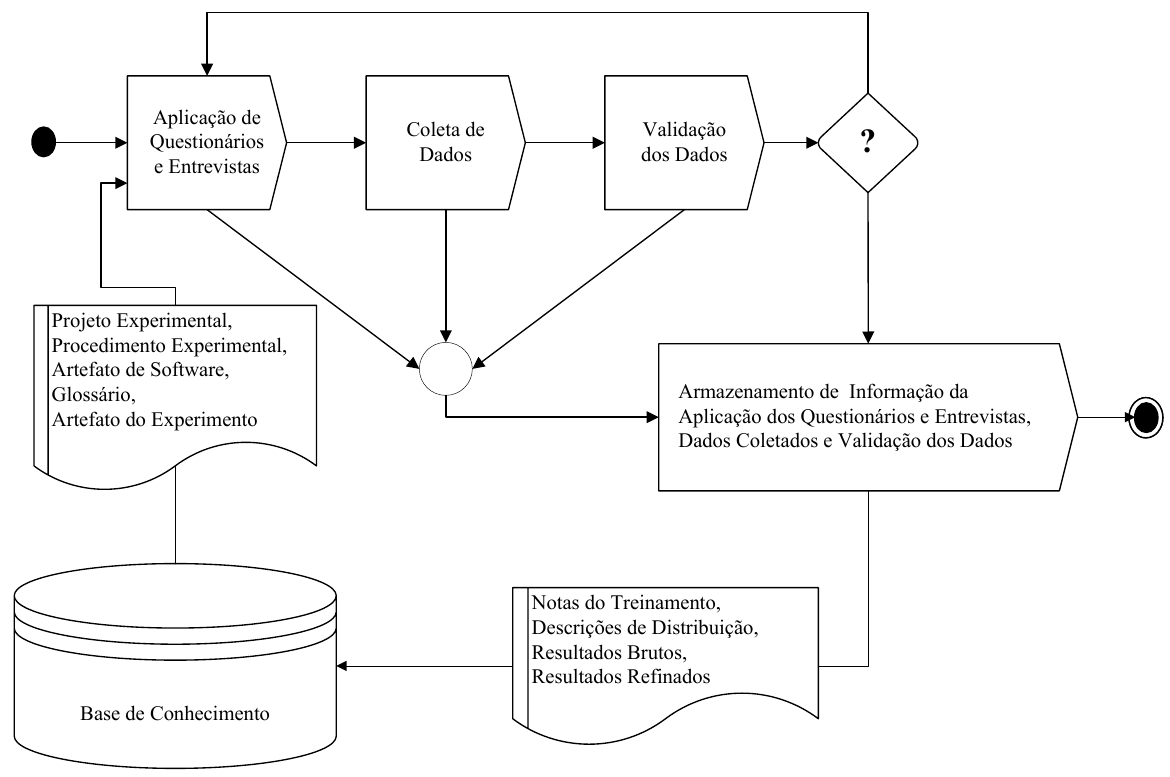 Aplicação de
Questionários
e Entrevistas
Coleta de
Dados
Validação
dos Dados
?
Projeto Experimental,
Procedimento Experimental,
Artefato de Software,
Glossário,
Artefato do Experimento
Armazenamento de Informação da
Aplicação dos Questionários e Entrevistas,
Dados Coletados e Validação dos Dados
Notas do Treinamento,
Descrições de Distribuição,
Resultados Brutos,
Resultados Refinados
Base de Conhecimento